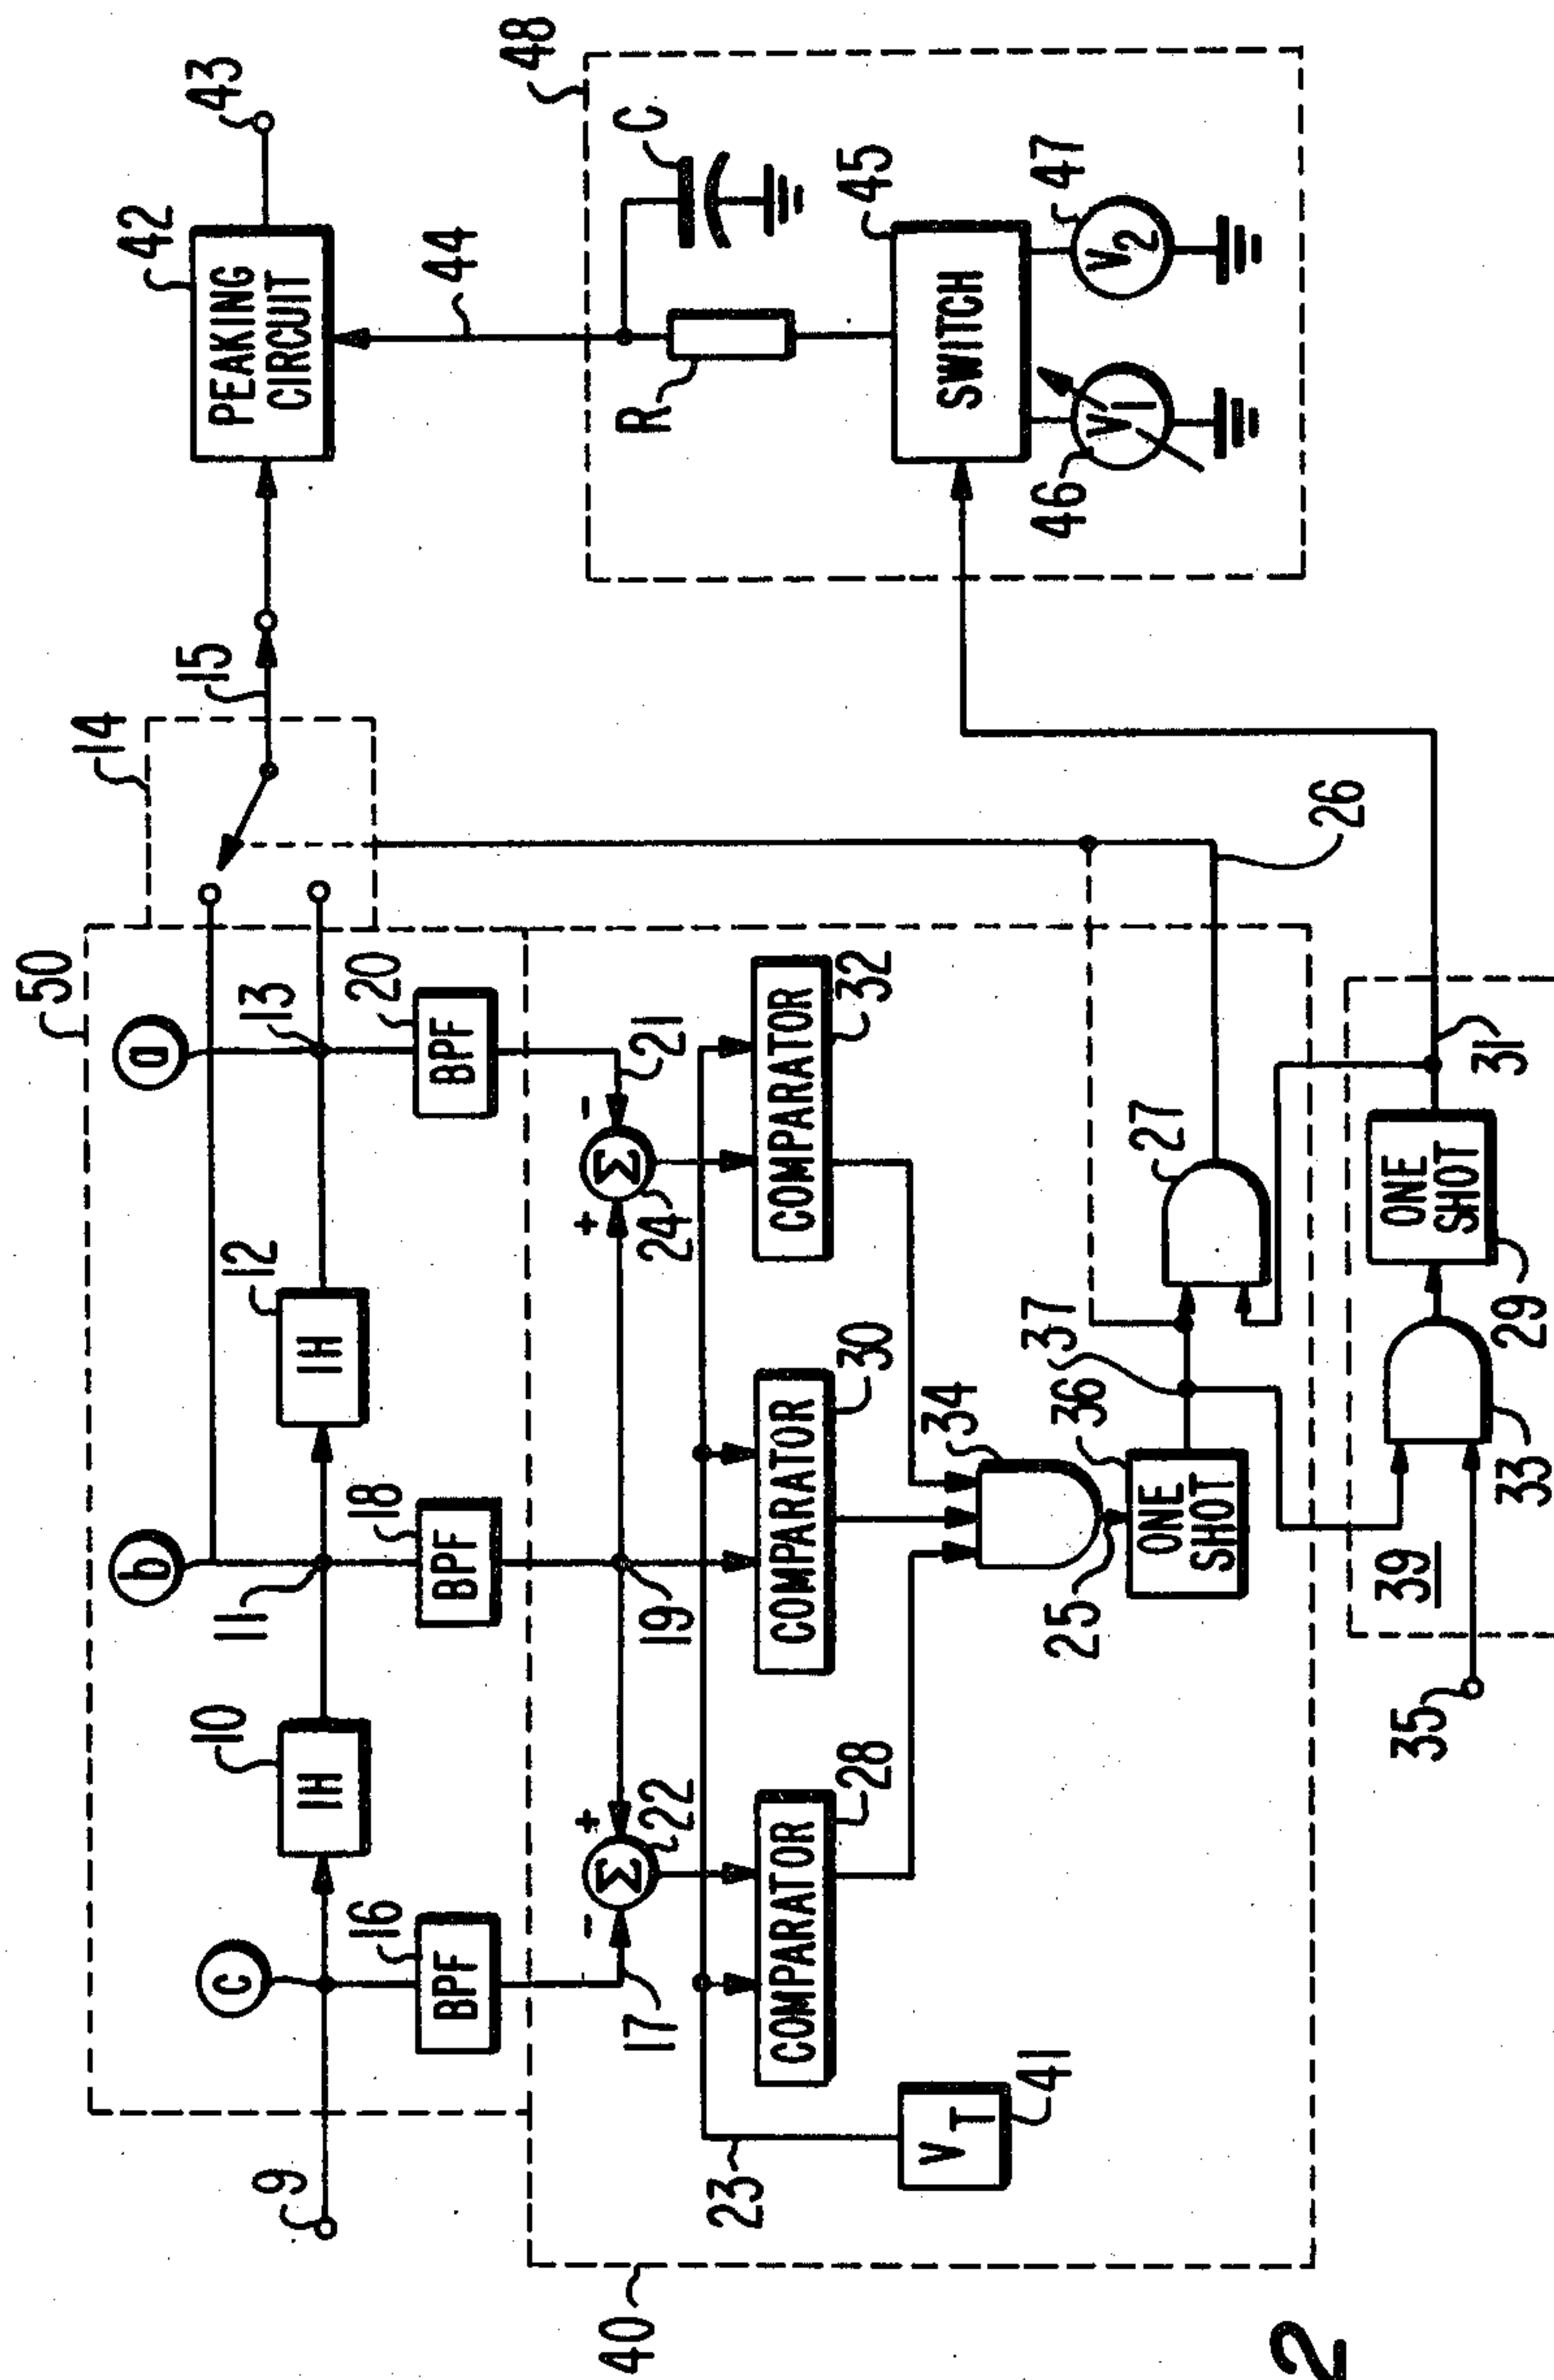 50
14
15
42
43
PEAKING
CIRCUIT
44
48
C
R
45
SWITCH
46
V1
V2
47
a
b
c
9
10
1H
11
12
1H
13
16
BPF
18
BPF
20
BPF
17
-
+
Σ
22
19
+
-
Σ
24
21
23
VT
41
COMPARATOR
28
COMPARATOR
30
COMPARATOR
32
34
25
ONE
SHOT
36
37
27
26
40
35
39
33
ONE
SHOT
29
31
2